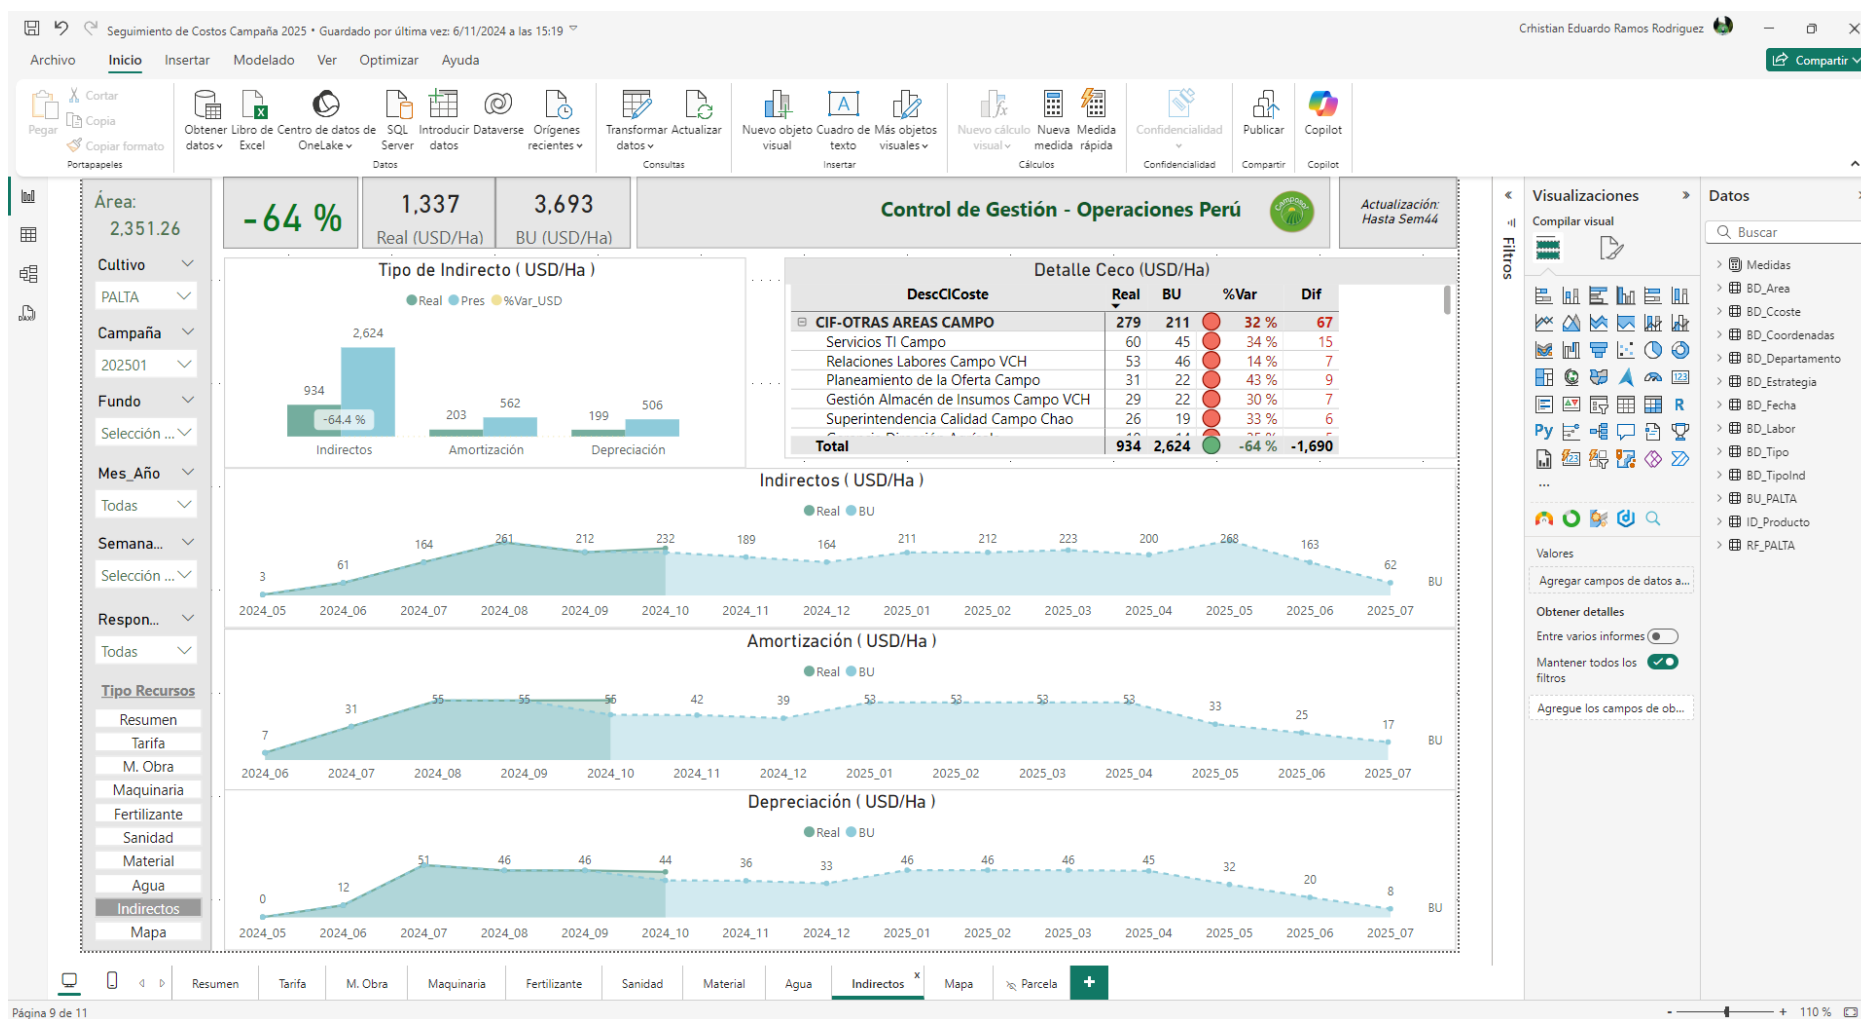 Seguimiento de Costos Campaña 2025 • Guardado por última vez: 6/11/2024 a las 15:19
Crhistian Eduardo Ramos Rodriguez
Archivo Inicio Insertar Modelado Ver Optimizar Ayuda
Compartir
Pegar
Cortar
Copia
Copiar formato
Portapapeles
Obtener datos
Libro de Excel
Centro de datos de OneLake
SQL Server
Introducir datos
Dataverse
Orígenes recientes
Datos
Transformar datos
Actualizar
Consultas
Nuevo objeto visual
Cuadro de texto
Más objetos visuales
Insertar
Nuevo cálculo visual
Nueva medida
Medida rápida
Cálculos
Confidencialidad
Confidencialidad
Publicar
Compartir
Copilot
Copilot
Área:
2,351.26
Cultivo
PALTA
Campaña
202501
Fundo
Selección ...
Mes_Año
Todas
Semana...
Selección ...
Respon...
Todas
Tipo Recursos
Resumen
Tarifa
M. Obra
Maquinaria
Fertilizante
Sanidad
Material
Agua
Indirectos
Mapa
-64 %
1,337
Real (USD/Ha)
3,693
BU (USD/Ha)
Control de Gestión - Operaciones Perú
Camposol
Actualización:
Hasta Sem44
Tipo de Indirecto ( USD/Ha )
Real Pres %Var_USD
934 2,624 203 562 199 506
-64.4 %
Indirectos Amortización Depreciación
Detalle Ceco (USD/Ha)
DescClCoste Real BU %Var Dif
CIF-OTRAS AREAS CAMPO 279 211 32 % 67
Servicios TI Campo 60 45 34 % 15
Relaciones Labores Campo VCH 53 46 14 % 7
Planeamiento de la Oferta Campo 31 22 43 % 9
Gestión Almacén de Insumos Campo VCH 29 22 30 % 7
Superintendencia Calidad Campo Chao 26 19 33 % 6
Total 934 2,624 -64 % -1,690
Indirectos ( USD/Ha )
Real BU
3 61 164 261 212 232 189 164 211 212 223 200 268 163 62
BU
2024_05 2024_06 2024_07 2024_08 2024_09 2024_10 2024_11 2024_12 2025_01 2025_02 2025_03 2025_04 2025_05 2025_06 2025_07
Amortización ( USD/Ha )
Real BU
7 31 55 55 56 42 39 53 53 53 53 33 25 17
BU
2024_06 2024_07 2024_08 2024_09 2024_10 2024_11 2024_12 2025_01 2025_02 2025_03 2025_04 2025_05 2025_06 2025_07
Depreciación ( USD/Ha )
Real BU
0 12 51 46 46 44 36 33 46 46 46 45 32 20 8
BU
2024_05 2024_06 2024_07 2024_08 2024_09 2024_10 2024_11 2024_12 2025_01 2025_02 2025_03 2025_04 2025_05 2025_06 2025_07
Filtros
Visualizaciones
Compilar visual
123
R
Py
...
Valores
Agregar campos de datos a...
Obtener detalles
Entre varios informes
Mantener todos los
filtros
Agregue los campos de ob...
Datos
Buscar
Medidas
BD_Area
BD_Ccoste
BD_Coordenadas
BD_Departamento
BD_Estrategia
BD_Fecha
BD_Labor
BD_Tipo
BD_TipoInd
BU_PALTA
ID_Producto
RF_PALTA
Resumen Tarifa M. Obra Maquinaria Fertilizante Sanidad Material Agua Indirectos Mapa Parcela
Página 9 de 11
110 %